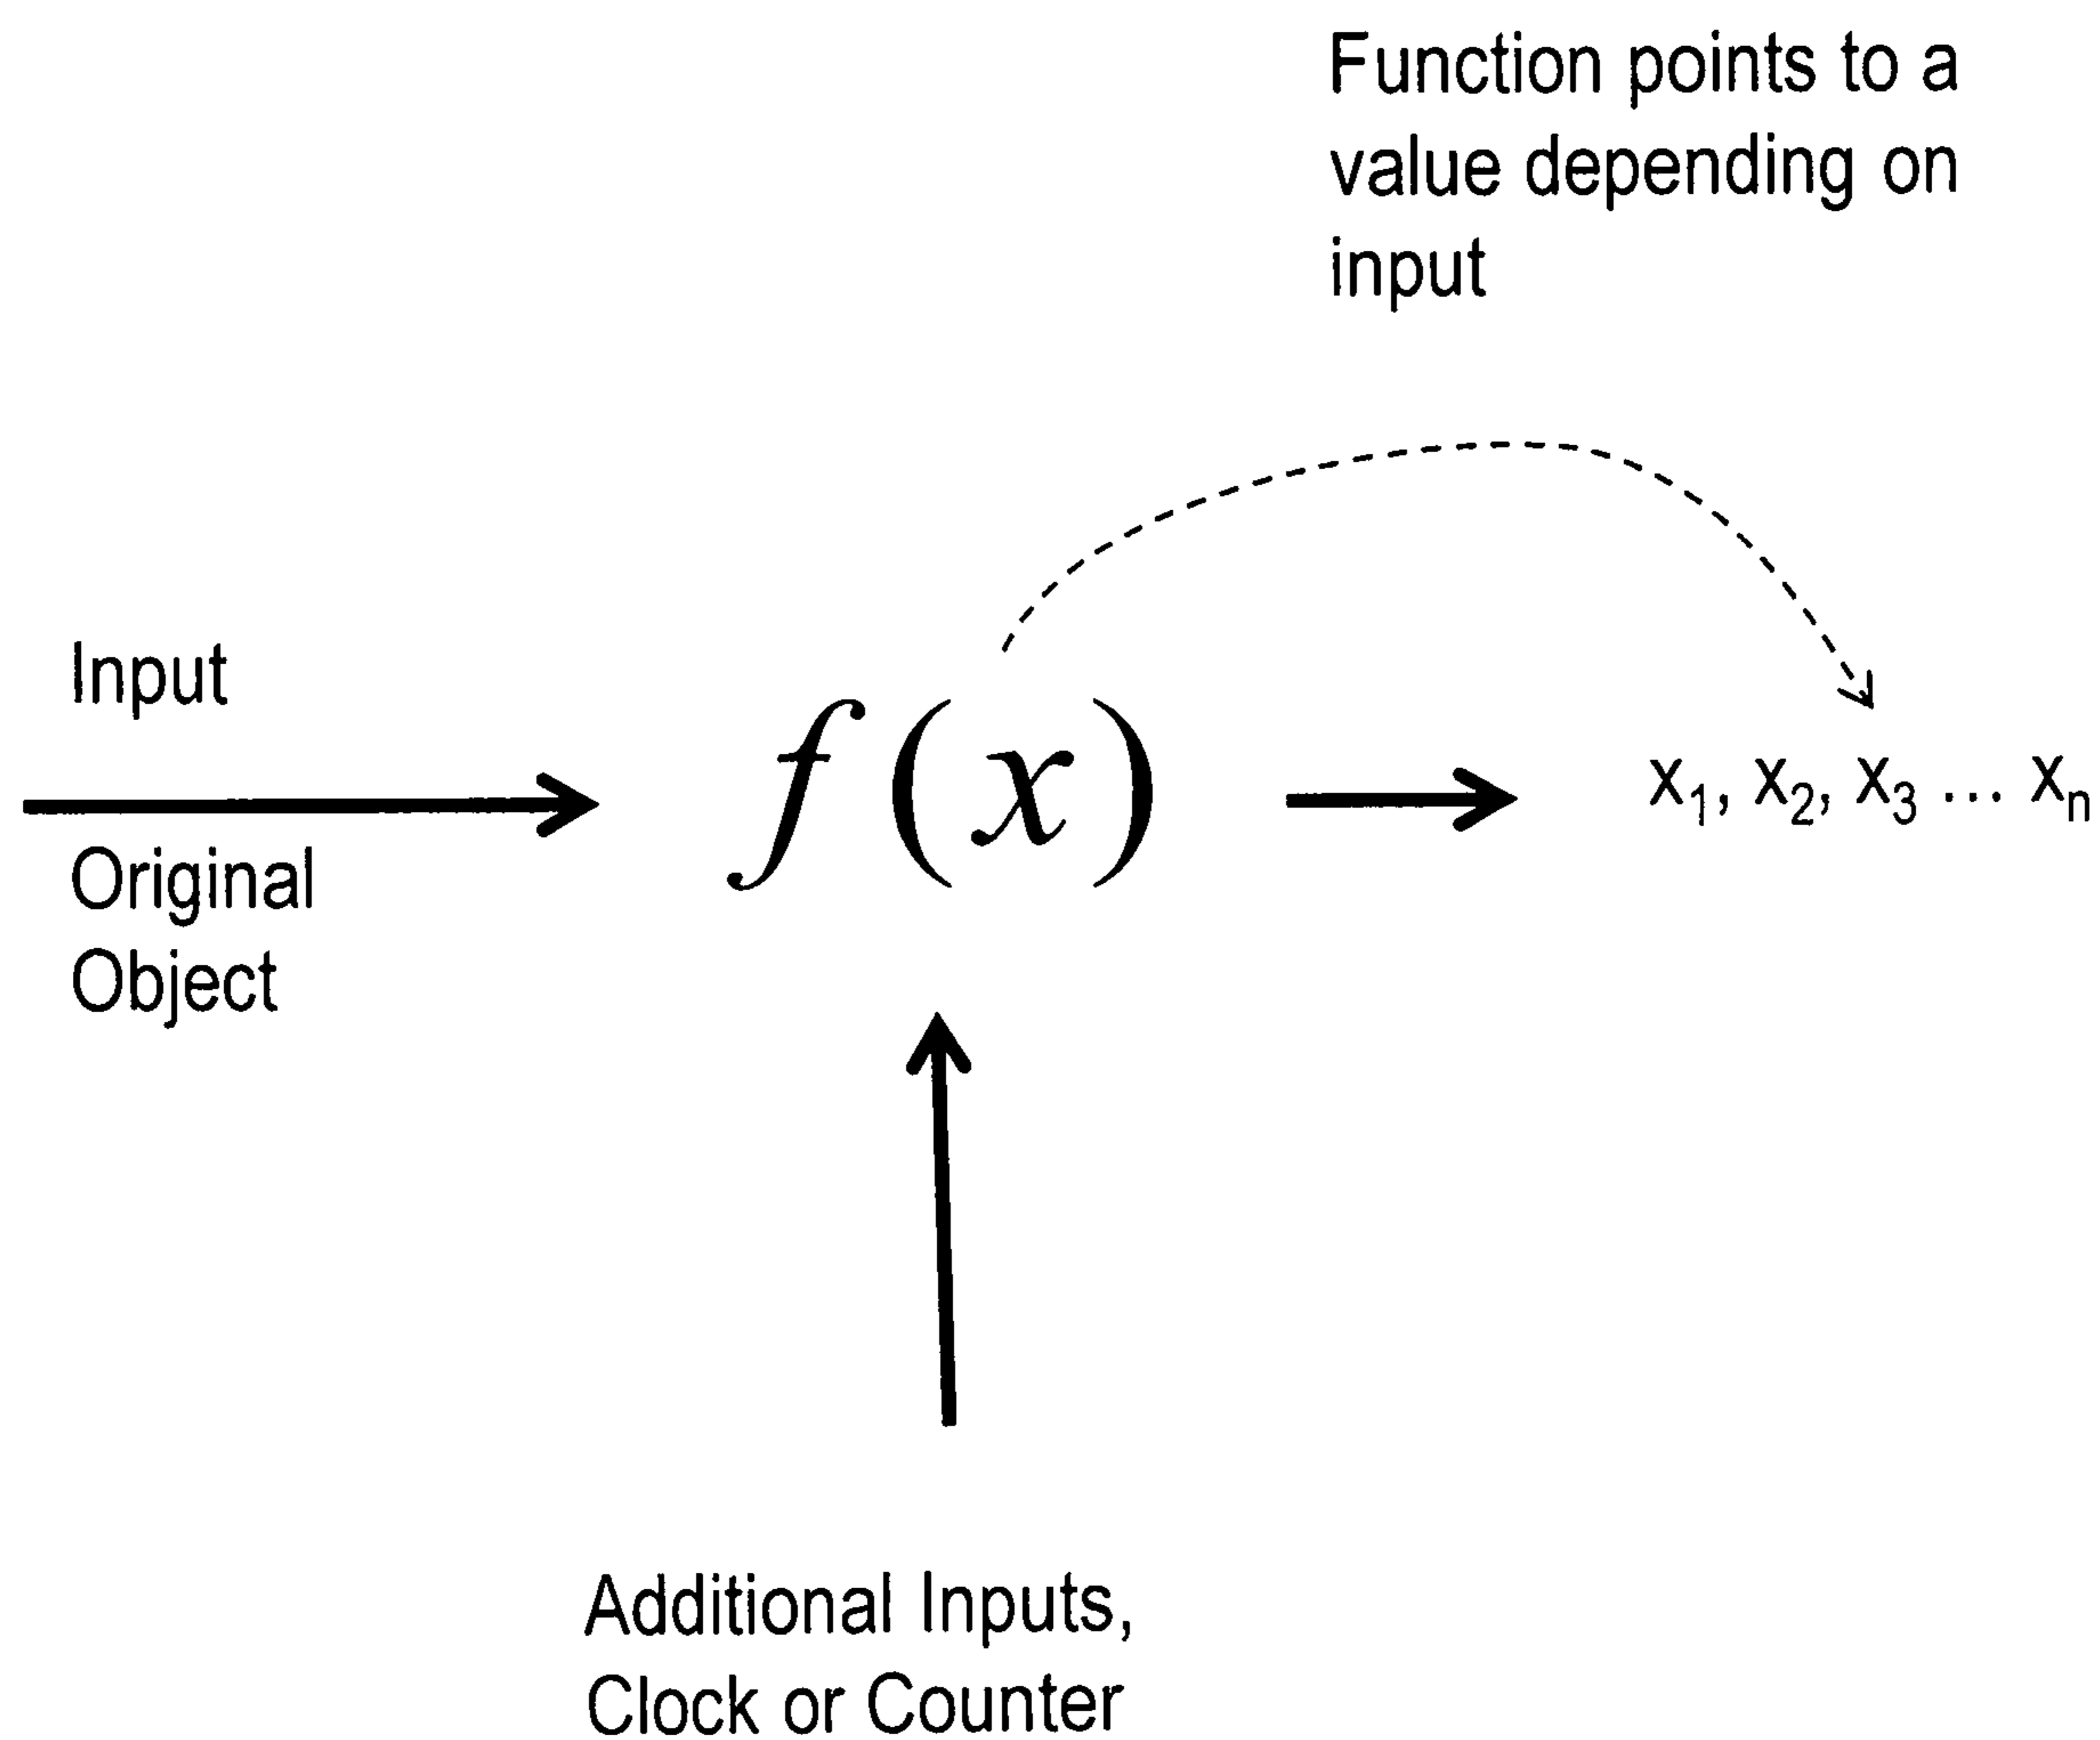 Function points to a
value depending on
input
Input
Original
Object
f(x)
X1, X2, X3 ... Xn
Additional Inputs,
Clock or Counter